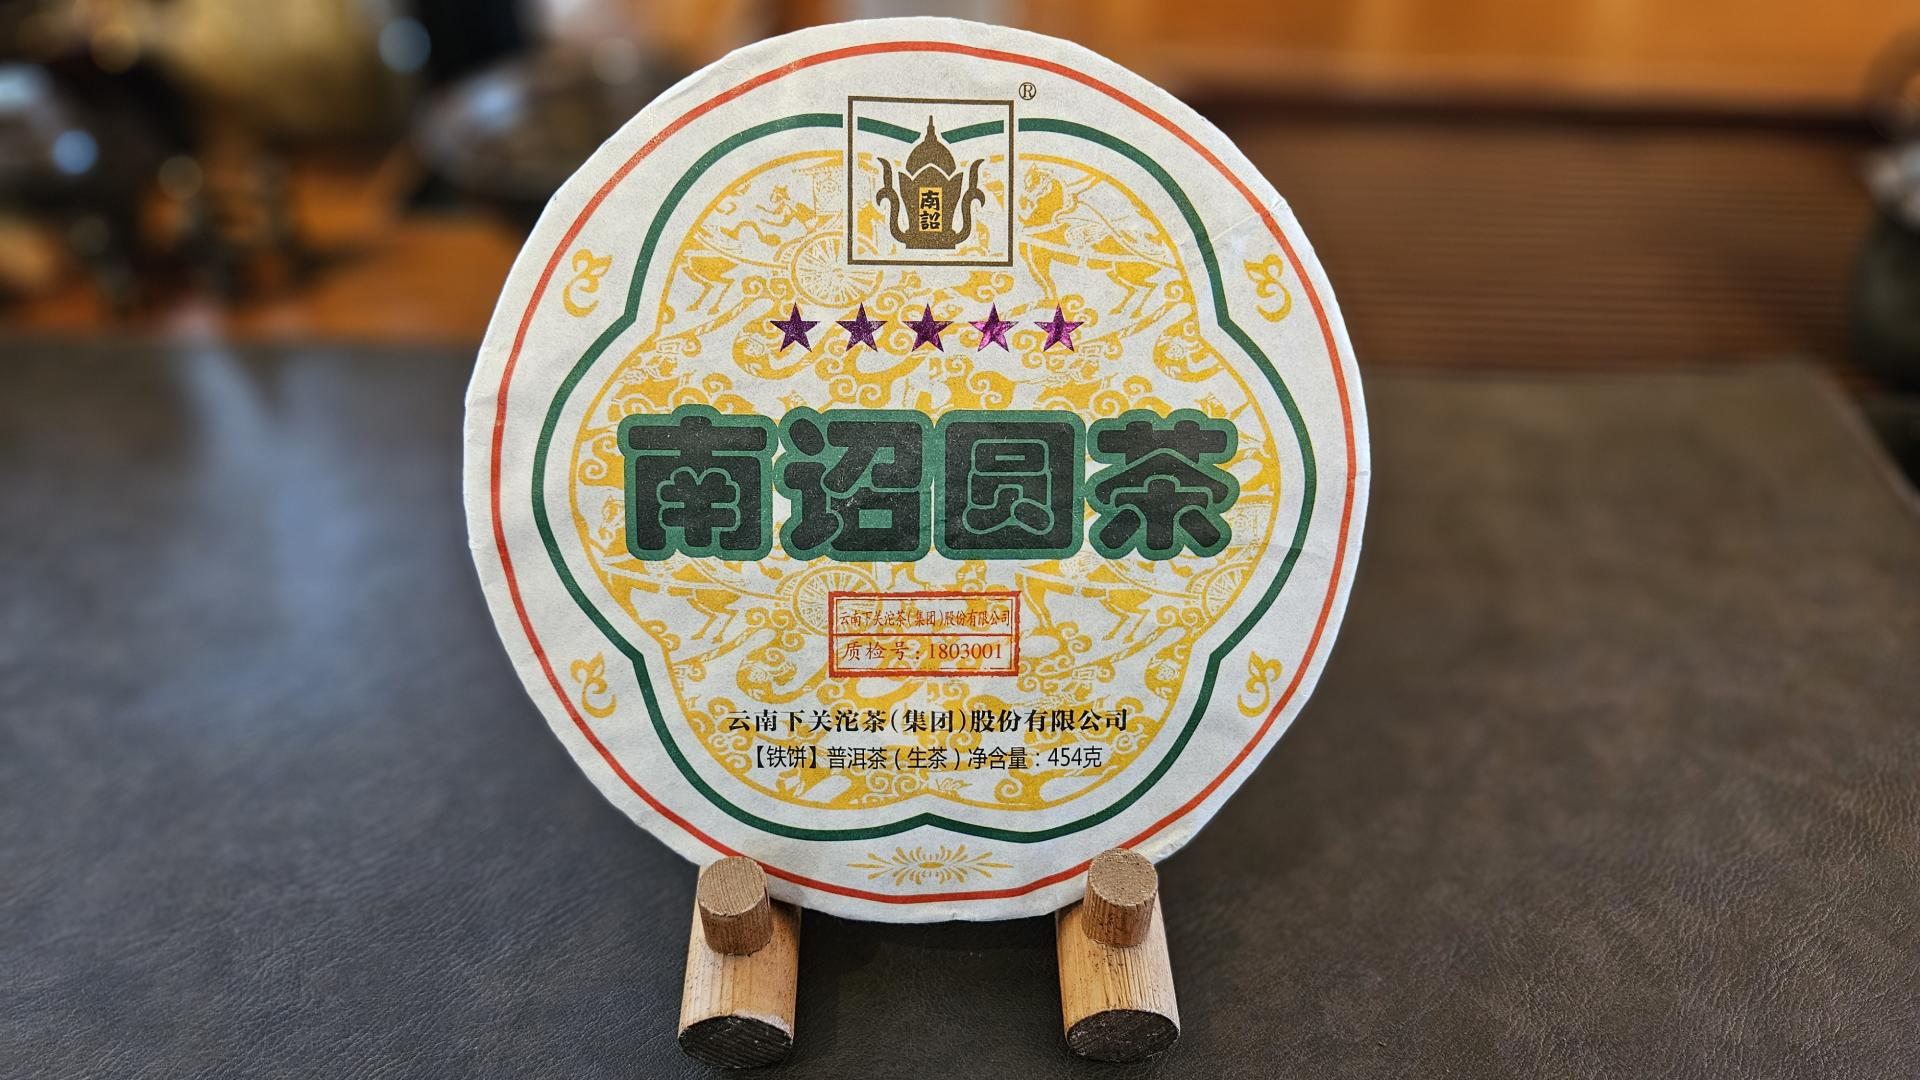 ®
南
詔
★★★★★
南诏圆茶
云南下关沱茶(集团)股份有限公司
质检号:1803001
云南下关沱茶(集团)股份有限公司
【铁饼】普洱茶(生茶)净含量:454克